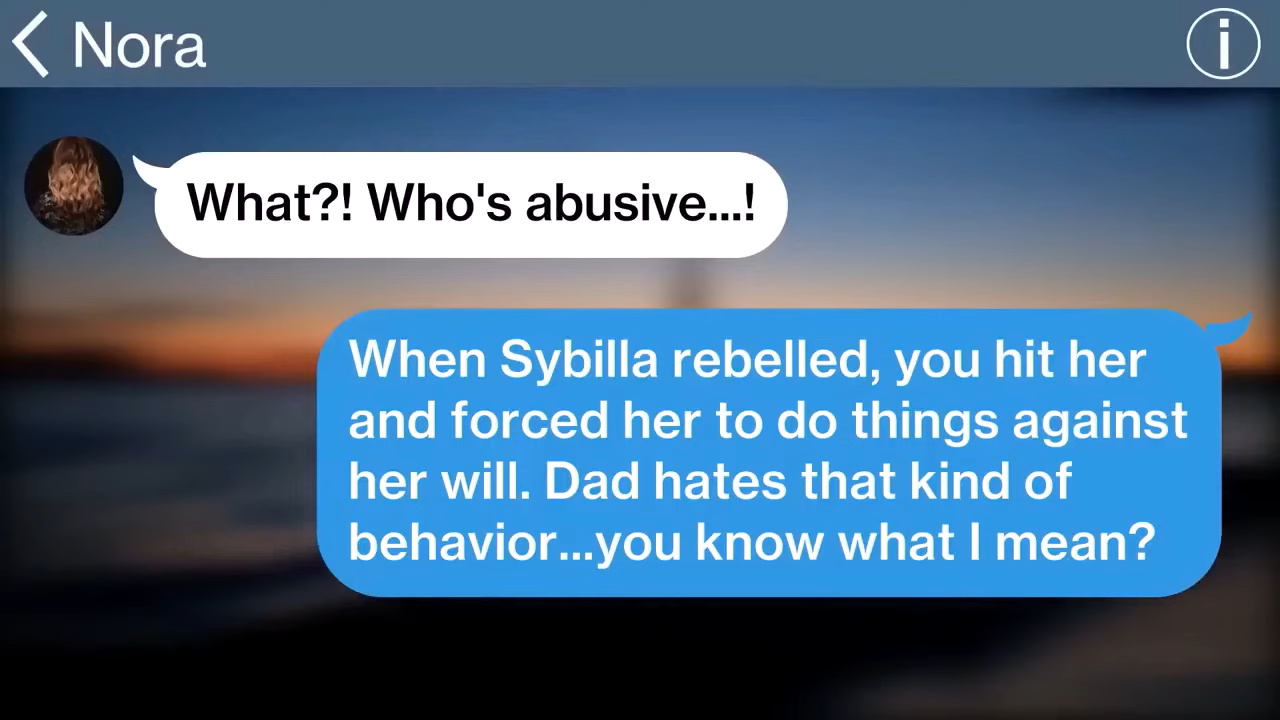 Nora
What?! Who's abusive...!
When Sybilla rebelled, you hit her
and forced her to do things against
her will. Dad hates that kind of
behavior...you know what I mean?